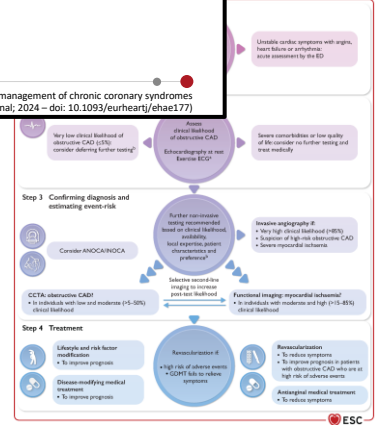 management of chronic coronary syndromes
nal; 2024 – doi: 10.1093/eurheartj/ehae177)
Unstable cardiac symptoms with angina,
heart failure or arrhythmia:
acute assessment by the ED
Assess
clinical likelihood
of obstructive CAD
Echocardiography at rest
Exercise ECGᵃ
Very low clinical likelihood of
obstructive CAD (≤5%):
consider deferring further testingᵇ
Severe comorbidities or low quality
of life: consider no further testing and
treat medically
Step 3 Confirming diagnosis and
estimating event-risk
Further non-invasive
testing recommended
based on clinical likelihood,
availability,
local expertise, patient
characteristics and
preferenceᵇ
Consider ANOCA/INOCA
Invasive angiography if:
• Very high clinical likelihood (>85%)
• Suspicion of high-risk obstructive CAD
• Severe myocardial ischaemia
Selective second-line
imaging to increase
post-test likelihood
CCTA: obstructive CAD?
• In individuals with low and moderate (>5–50%)
clinical likelihood
Functional imaging: myocardial ischaemia?
• In individuals with moderate and high (>15–85%)
clinical likelihood
Step 4 Treatment
Lifestyle and risk factor
modification
• To improve prognosis
Disease-modifying medical
treatment
• To improve prognosis
Revascularization if
• high risk of adverse events
• GDMT fails to relieve
symptoms
Revascularization
• To reduce symptoms
• To improve prognosis in patients
with obstructive CAD who are at
high risk of adverse events
Antianginal medical treatment
• To reduce symptoms
ESC